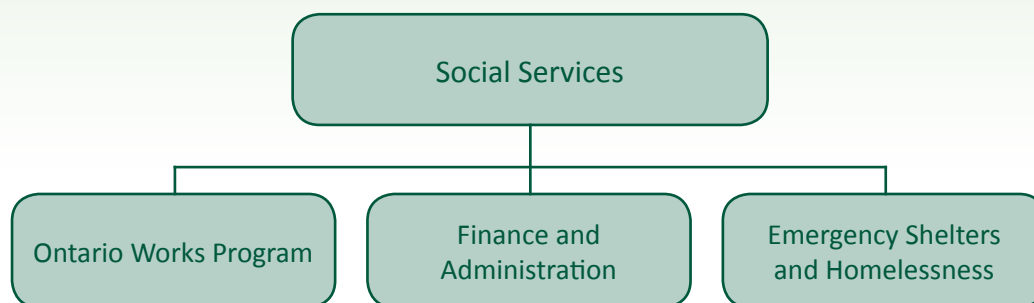 Social Services
Ontario Works Program
Finance and
Administration
Emergency Shelters
and Homelessness